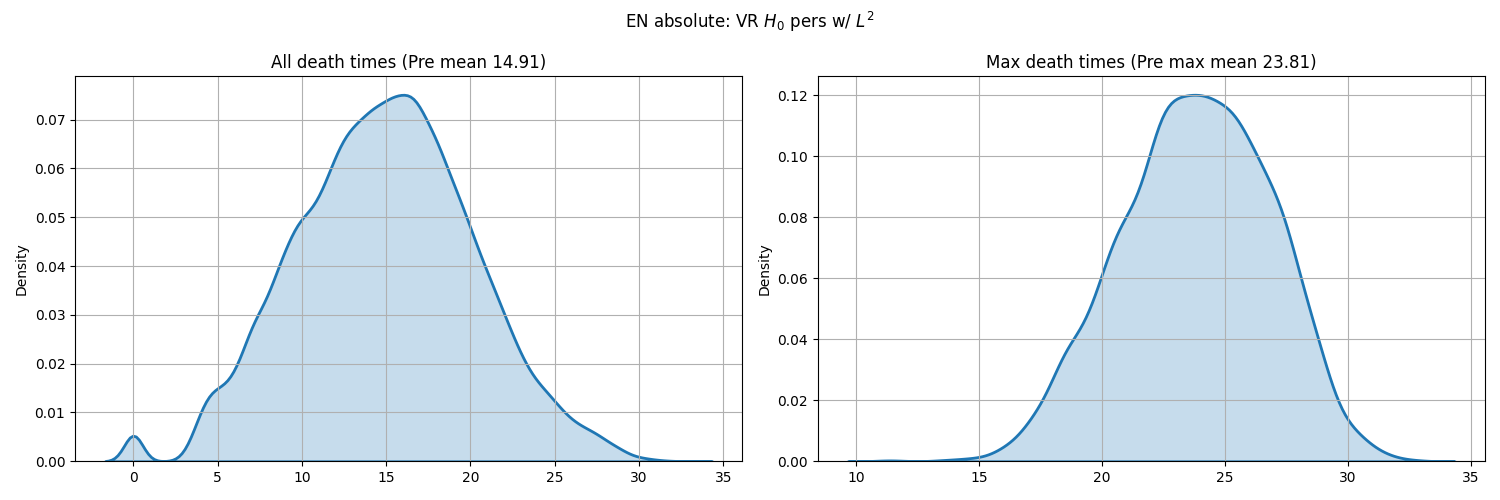 EN absolute: VR $H_0$ pers w/ $L^2$
All death times (Pre mean 14.91)
Density
0.07
0.06
0.05
0.04
0.03
0.02
0.01
0.00
0 5 10 15 20 25 30 35
Max death times (Pre max mean 23.81)
Density
0.12
0.10
0.08
0.06
0.04
0.02
0.00
10 15 20 25 30 35